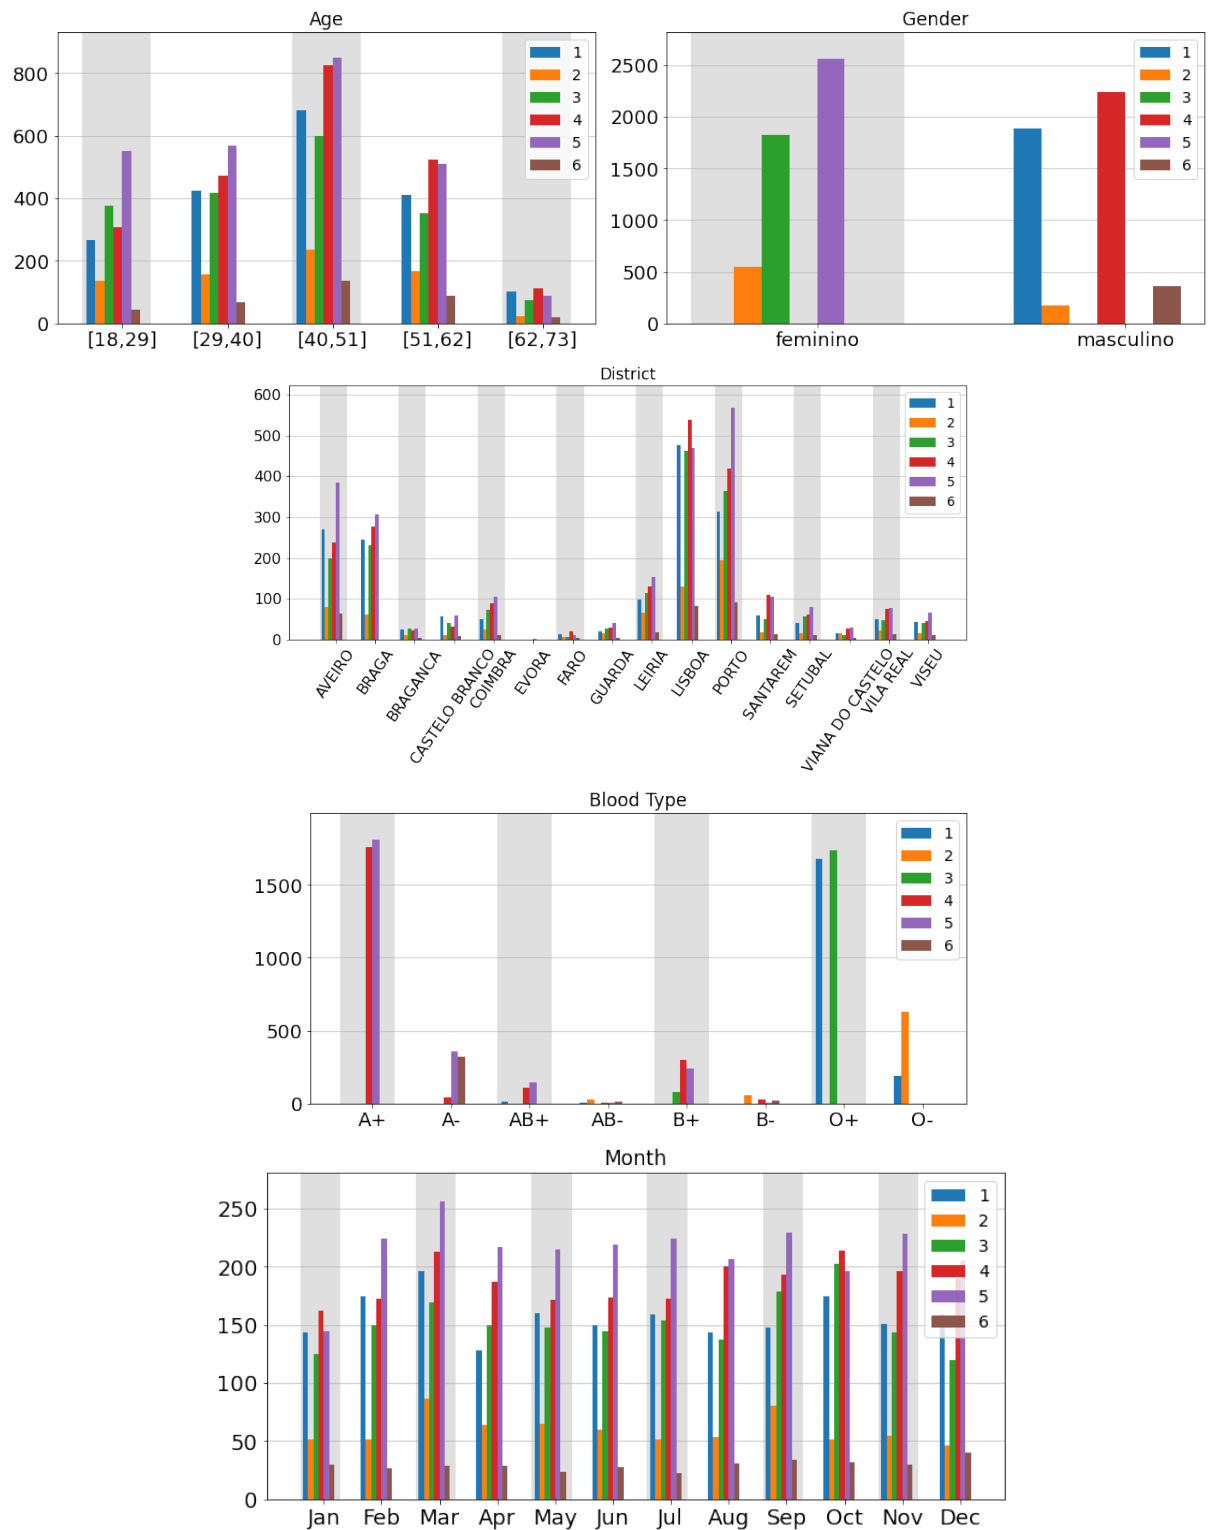 Age
800
600
400
200
0
[18,29]
[29,40]
[40,51]
[51,62]
[62,73]
1
2
3
4
5
6
Gender
2500
2000
1500
1000
500
0
feminino
masculino
1
2
3
4
5
6
District
600
500
400
300
200
100
0
AVEIRO
BRAGA
BRAGANCA
CASTELO BRANCO
COIMBRA
EVORA
FARO
GUARDA
LEIRIA
LISBOA
PORTO
SANTAREM
SETUBAL
VIANA DO CASTELO
VILA REAL
VISEU
1
2
3
4
5
6
Blood Type
1500
1000
500
0
A+
A-
AB+
AB-
B+
B-
O+
O-
1
2
3
4
5
6
Month
250
200
150
100
50
0
Jan
Feb
Mar
Apr
May
Jun
Jul
Aug
Sep
Oct
Nov
Dec
1
2
3
4
5
6